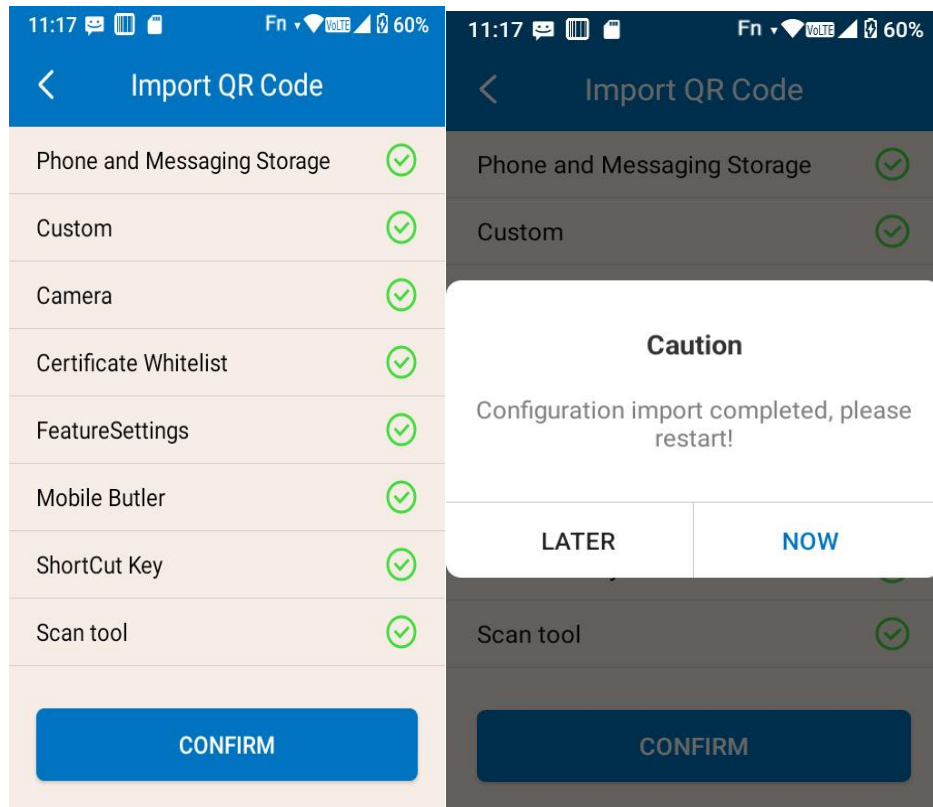 11:17 Fn VoLTE 60%
Import QR Code
Phone and Messaging Storage
Custom
Camera
Certificate Whitelist
FeatureSettings
Mobile Butler
ShortCut Key
Scan tool
CONFIRM
11:17 Fn VoLTE 60%
Import QR Code
Phone and Messaging Storage
Custom
Caution
Configuration import completed, please
restart!
LATER NOW
Scan tool
CONFIRM